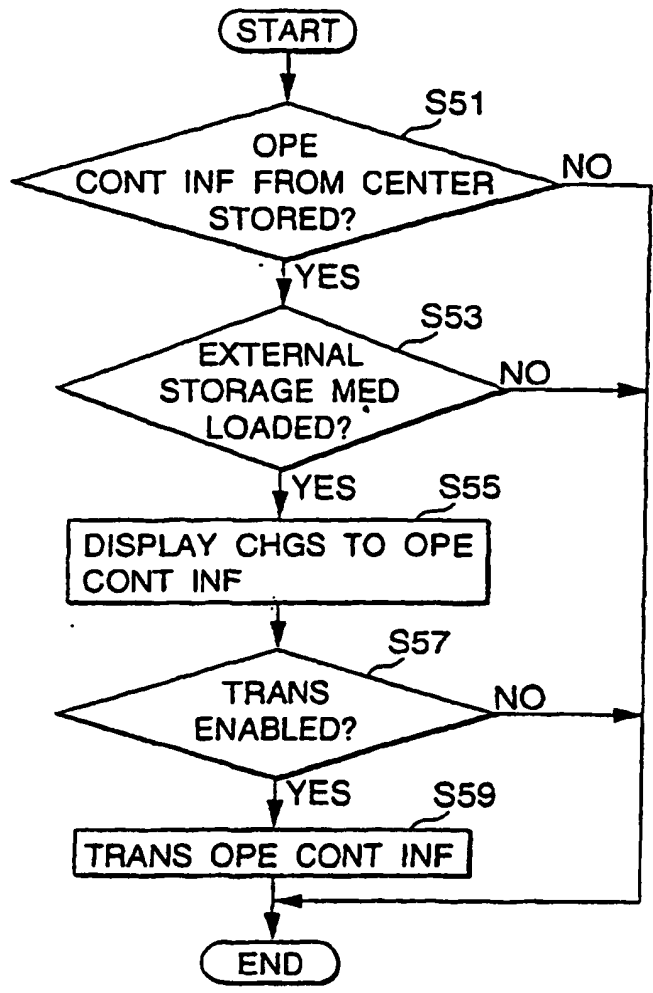 START
S51
OPE
CONT INF FROM CENTER
STORED?
NO
YES
S53
EXTERNAL
STORAGE MED
LOADED?
NO
YES
S55
DISPLAY CHGS TO OPE
CONT INF
S57
TRANS
ENABLED?
NO
YES
S59
TRANS OPE CONT INF
END